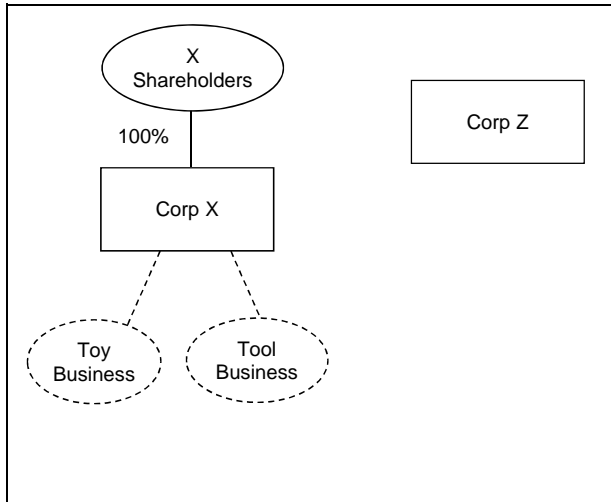 X
Shareholders
100%
Corp Z
Corp X
Toy
Business
Tool
Business